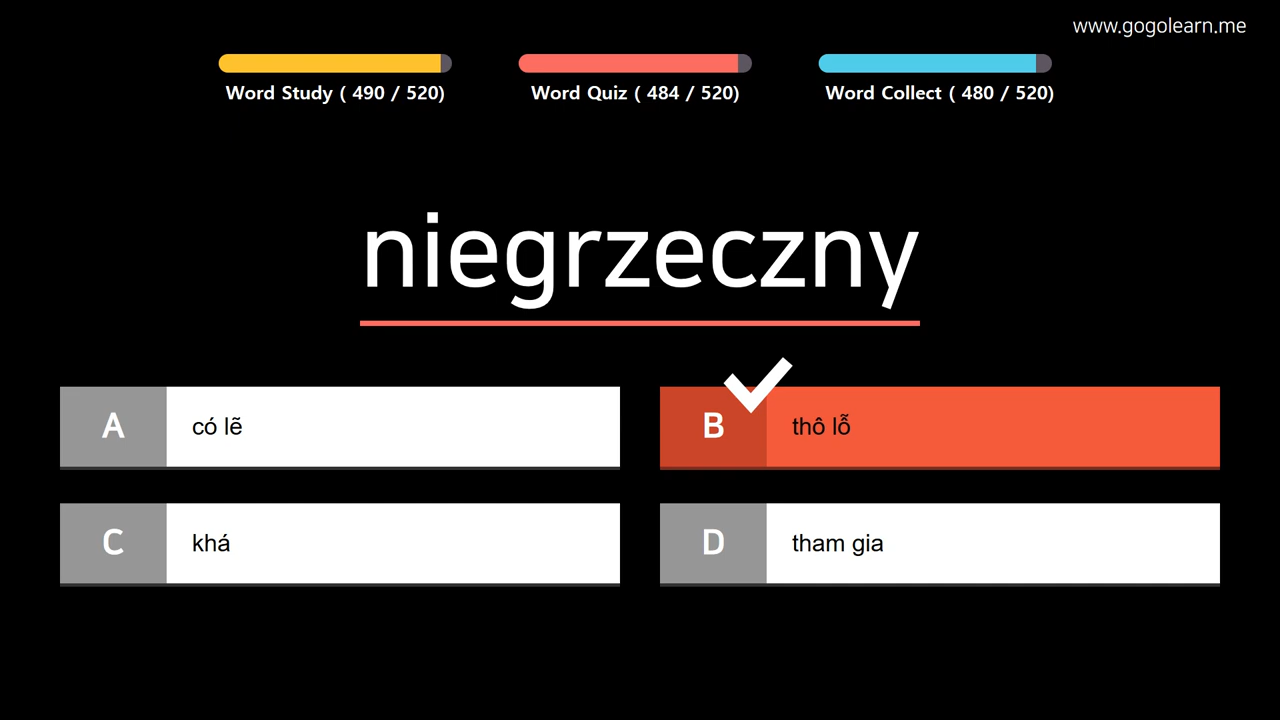 www.gogolearn.me
Word Study ( 490 / 520)
Word Quiz ( 484 / 520)
Word Collect ( 480 / 520)
niegrzeczny
A có lẽ
B thô lỗ
C khá
D tham gia